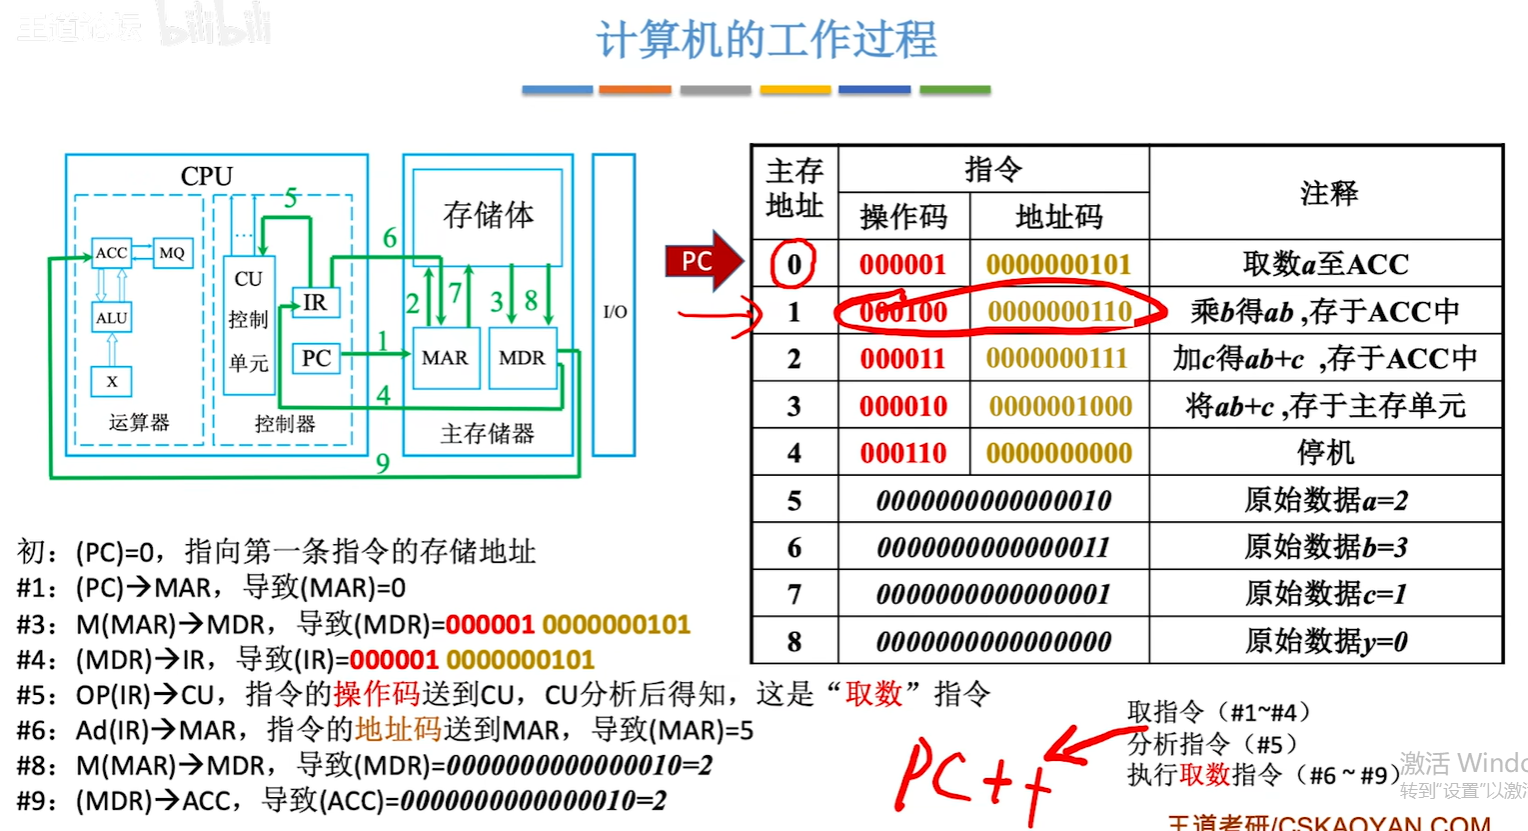 王道论坛 bilibili
计算机的工作过程
CPU
ACC
MQ
ALU
X
运算器
5
...
CU
控制
单元
IR
PC
控制器
6
1
4
9
存储体
2
7
3
8
MAR
MDR
主存储器
I/O
PC
主存地址 指令 注释
操作码 地址码
0 000001 0000000101 取数a至ACC
1 000100 0000000110 乘b得ab ,存于ACC中
2 000011 0000000111 加c得ab+c ,存于ACC中
3 000010 0000001000 将ab+c ,存于主存单元
4 000110 0000000000 停机
5 0000000000000010 原始数据a=2
6 0000000000000011 原始数据b=3
7 0000000000000001 原始数据c=1
8 0000000000000000 原始数据y=0
初：(PC)=0，指向第一条指令的存储地址
#1：(PC)→MAR，导致(MAR)=0
#3：M(MAR)→MDR，导致(MDR)=000001 0000000101
#4：(MDR)→IR，导致(IR)=000001 0000000101
#5：OP(IR)→CU，指令的操作码送到CU，CU分析后得知，这是“取数”指令
#6：Ad(IR)→MAR，指令的地址码送到MAR，导致(MAR)=5
#8：M(MAR)→MDR，导致(MDR)=0000000000000010=2
#9：(MDR)→ACC，导致(ACC)=0000000000000010=2
PC++
取指令（#1~#4）
分析指令（#5）
执行取数指令（#6 ~ #9）
激活 Windo
转到“设置”以激活
王道考研/CSKAOYAN.COM